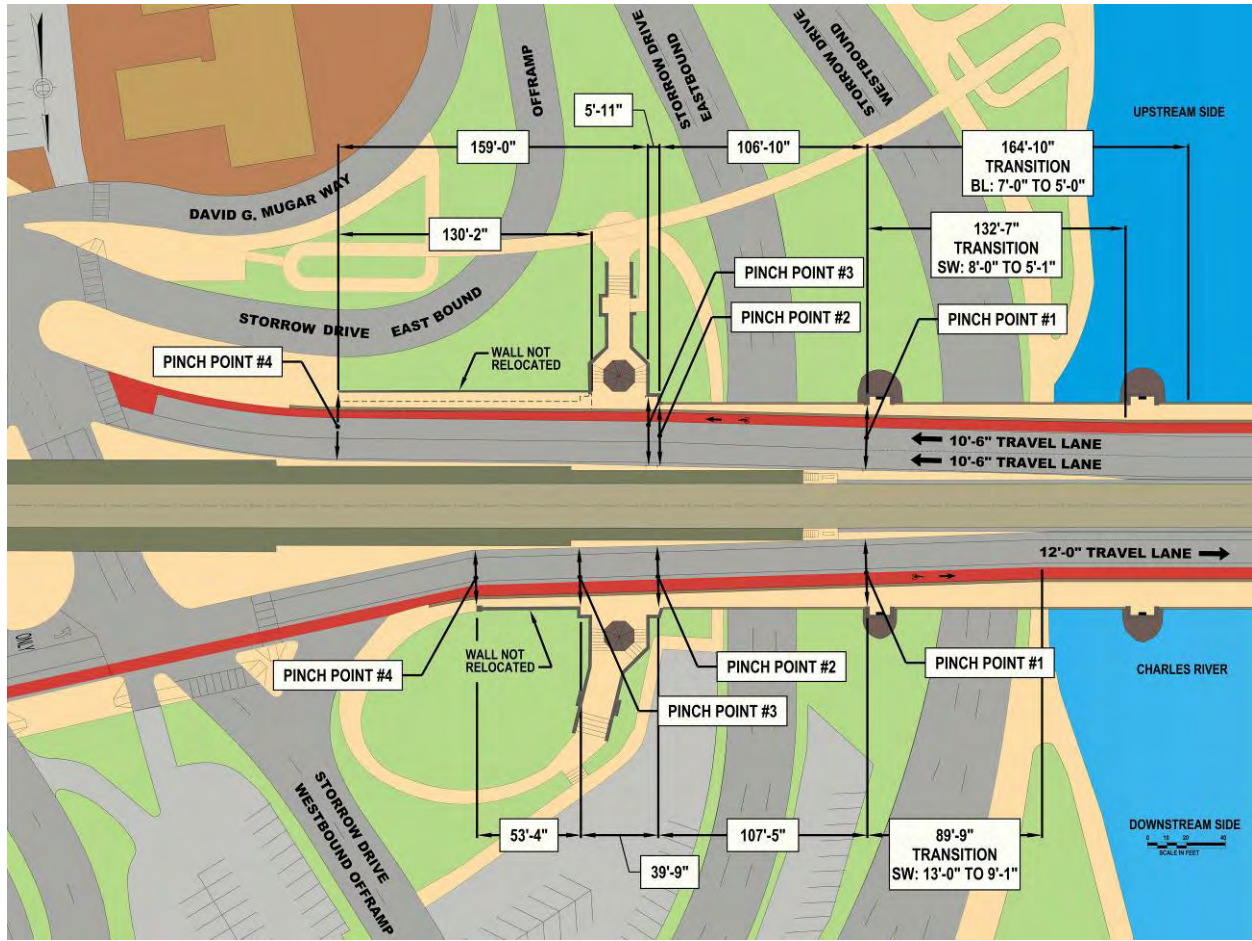 UPSTREAM SIDE
OFFRAMP
STORROW DRIVE
EASTBOUND
STORROW DRIVE
WESTBOUND
5'-11"
159'-0"
106'-10"
164'-10"
TRANSITION
BL: 7'-0" TO 5'-0"
DAVID G. MUGAR WAY
130'-2"
132'-7"
TRANSITION
SW: 8'-0" TO 5'-1"
PINCH POINT #3
PINCH POINT #2
PINCH POINT #1
STORROW DRIVE EAST BOUND
PINCH POINT #4
WALL NOT
RELOCATED
10'-6" TRAVEL LANE
10'-6" TRAVEL LANE
12'-0" TRAVEL LANE
ONLY
WALL NOT
RELOCATED
PINCH POINT #4
PINCH POINT #2
PINCH POINT #1
CHARLES RIVER
PINCH POINT #3
STORROW DRIVE
WESTBOUND OFFRAMP
53'-4"
107'-5"
89'-9"
TRANSITION
SW: 13'-0" TO 9'-1"
39'-9"
DOWNSTREAM SIDE
0 10 20 40
SCALE IN FEET